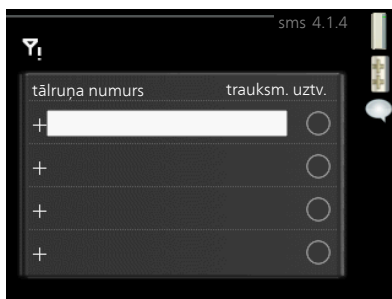 sms 4.1.4
tālruņa numurs trauksm. uztv.
+
+
+
+